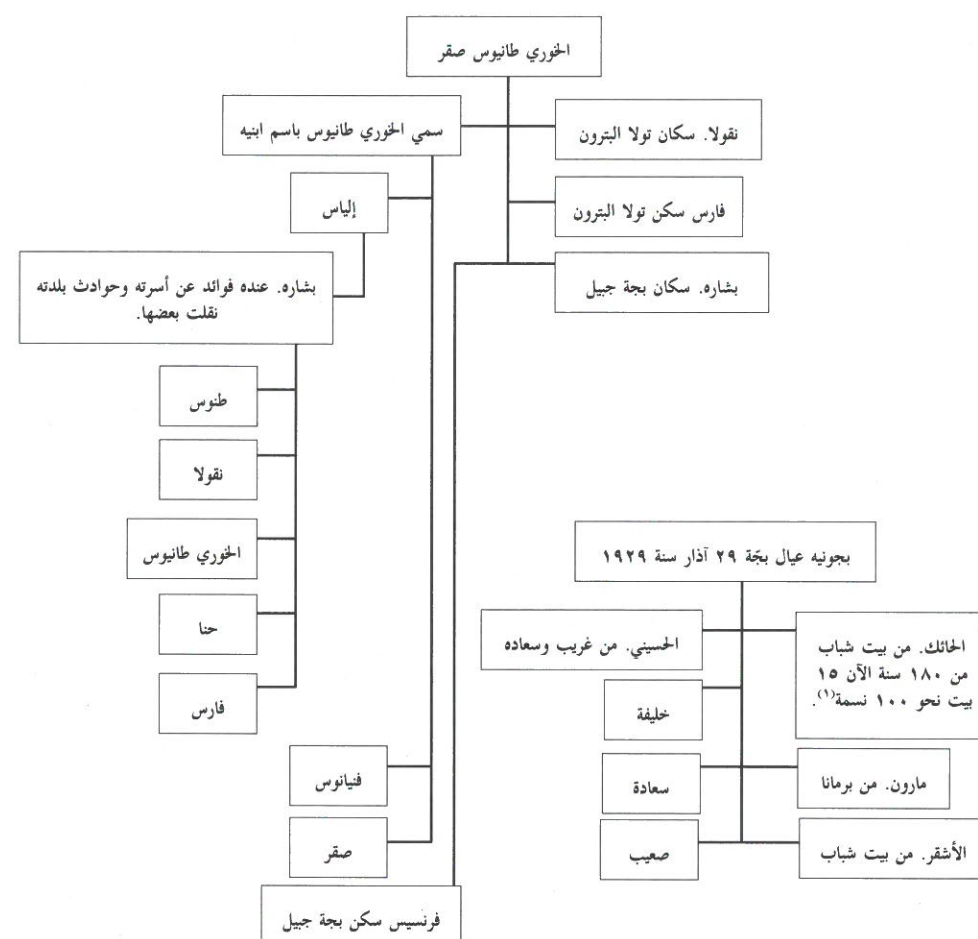 الخوري طانيوس صقر
نقولا. سكان تولا البترون
سمي الخوري طانيوس باسم ابنيه
فارس سكن تولا البترون
إلياس
بشاره. سكان بجة جبيل
بشاره. عنده فوائد عن أسرته وحوادث بلدته
نقلت بعضها.
طنوس
نقولا
الخوري طانيوس
حنا
فارس
فنيانوس
صقر
فرنسيس سكن بجة جبيل
بجونيه عيال بجّة ٢٩ آذار سنة ١٩٢٩
الحائك. من بيت شباب
من ١٨٠ سنة الآن ١٥
بيت نحو ١٠٠ نسمة(١).
الحسيني. من غريب وسعاده
خليفة
مارون. من برمانا
سعادة
الأشقر. من بيت شباب
صعيب